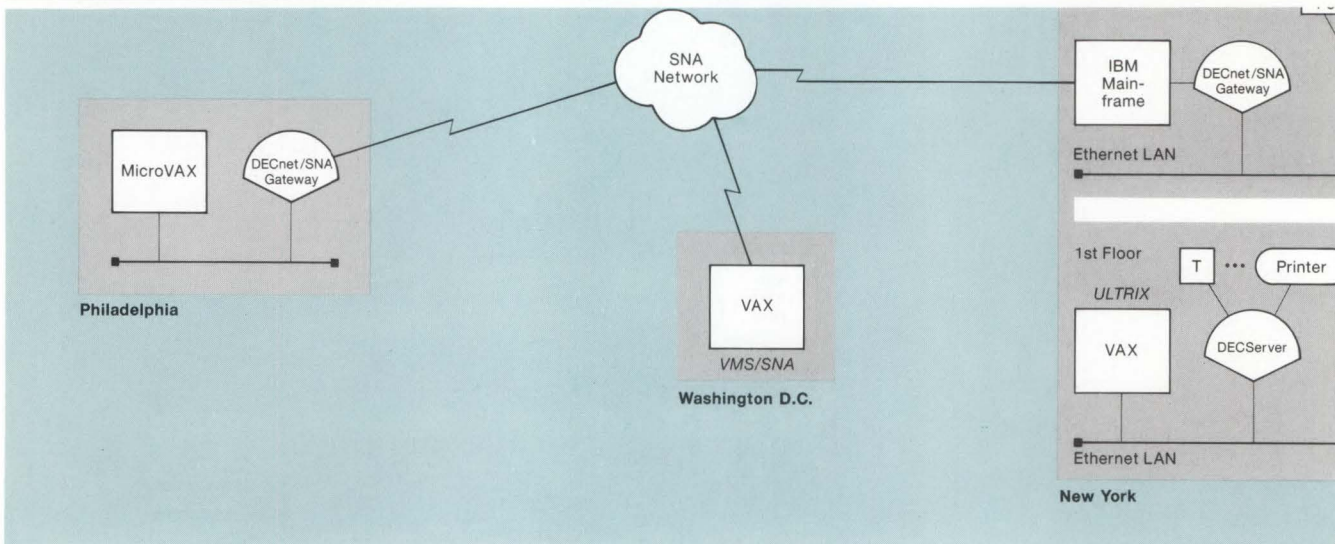 SNA
Network
MicroVAX
DECnet/SNA
Gateway
Philadelphia
VAX
VMS/SNA
Washington D.C.
IBM
Main-
frame
DECnet/SNA
Gateway
Ethernet LAN
1st Floor
T ••• Printer
ULTRIX
VAX
DECServer
Ethernet LAN
New York